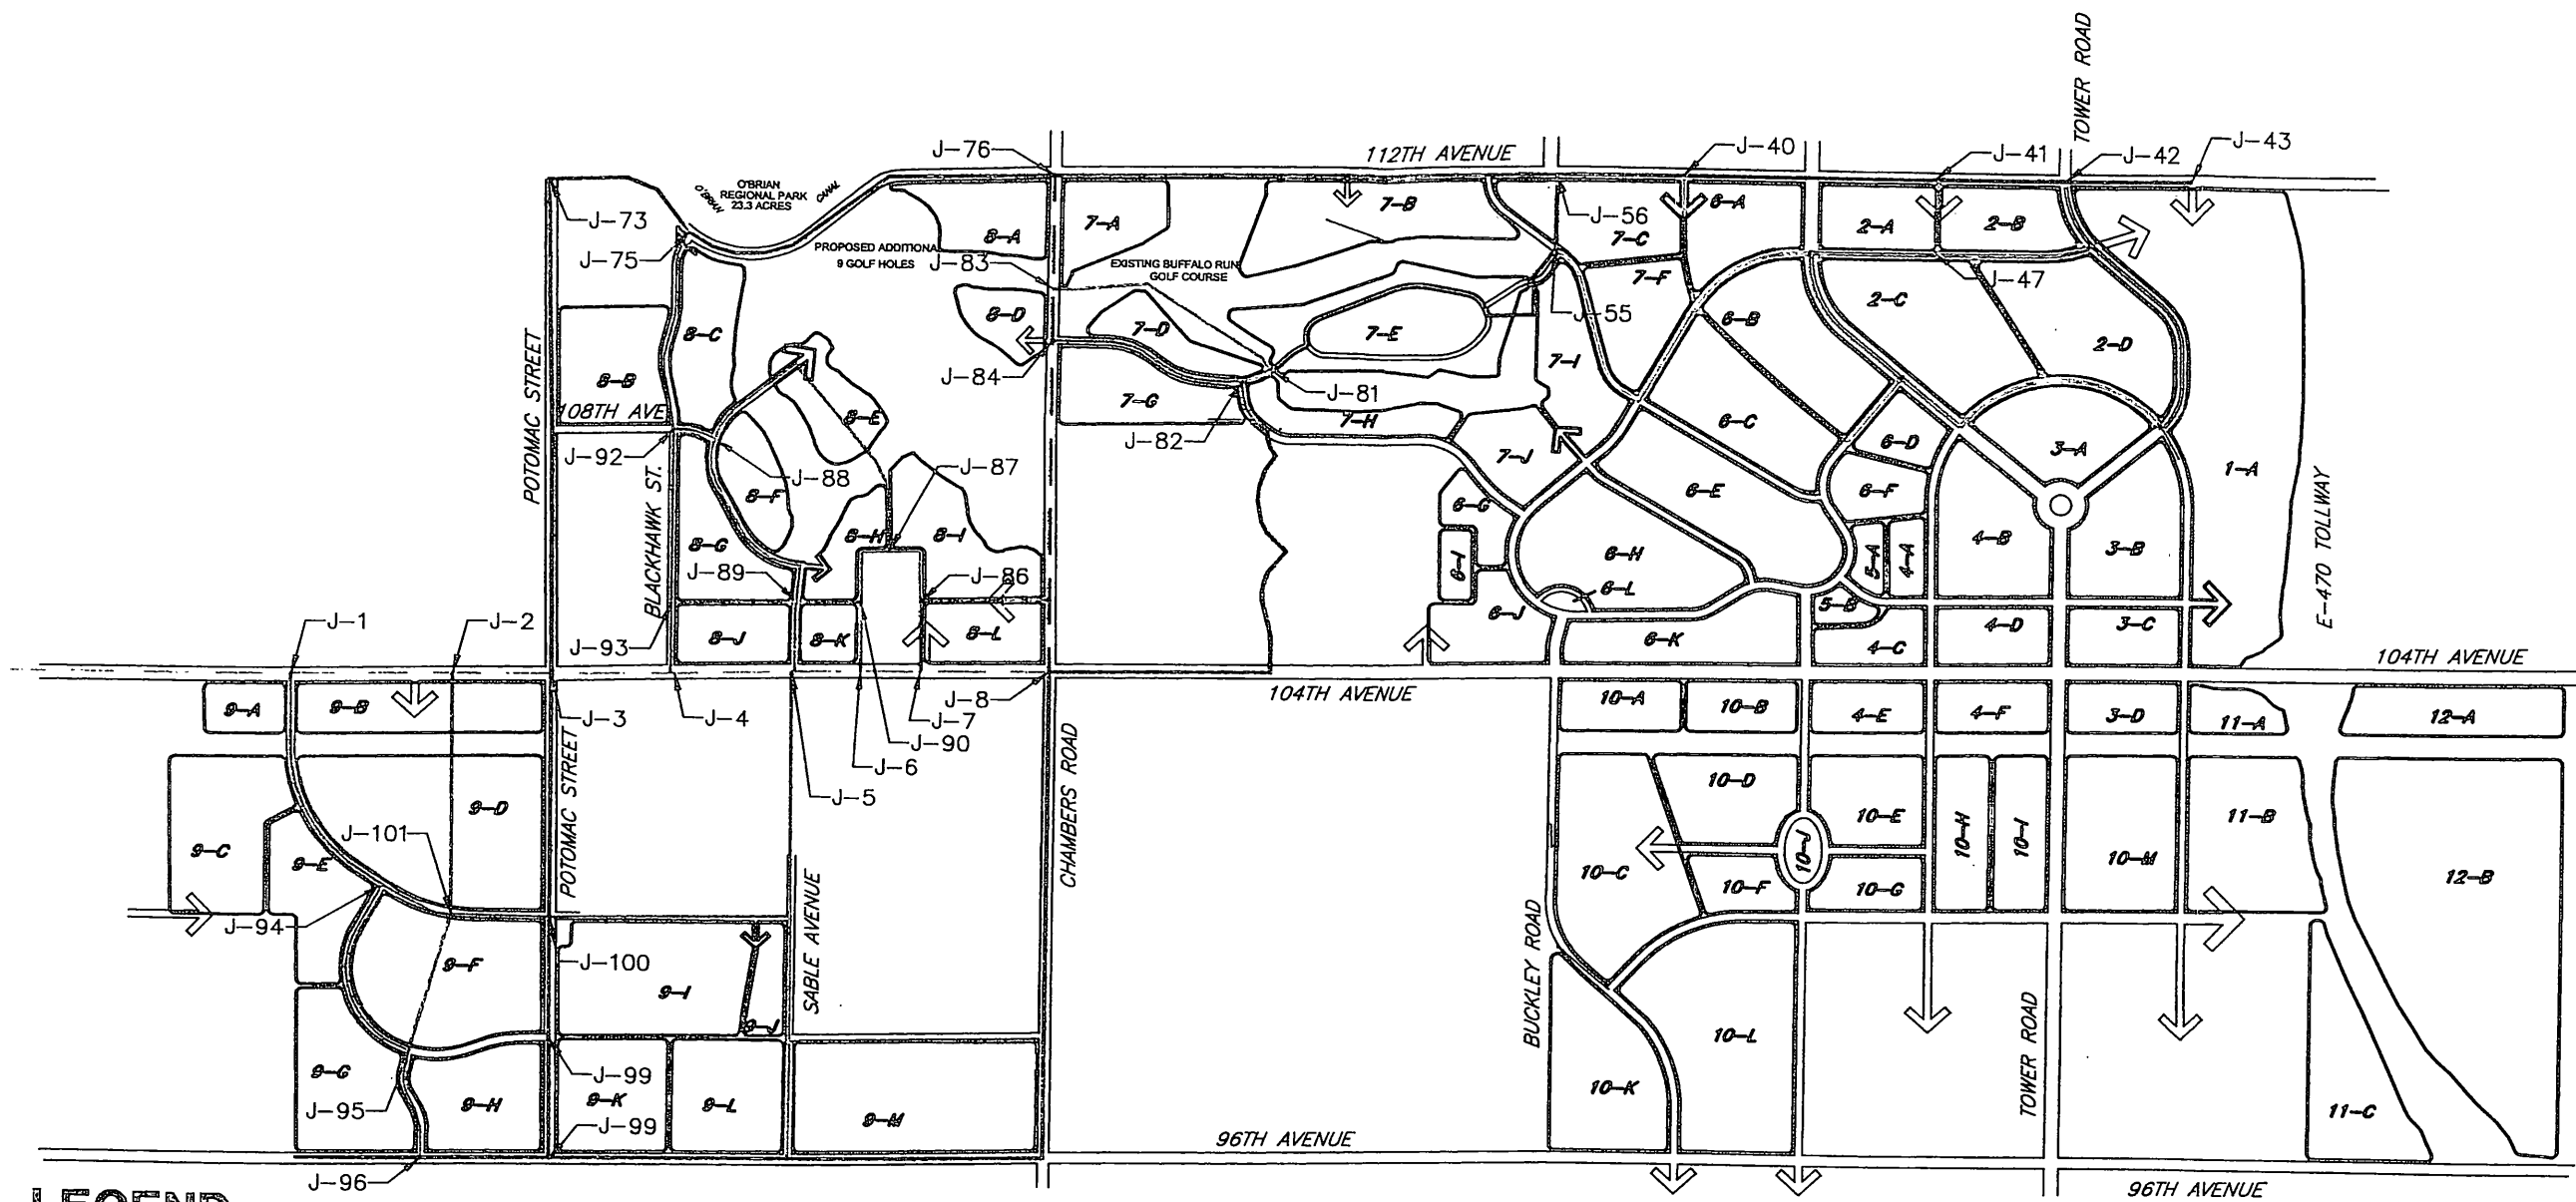 TOWER ROAD
J-76
112TH AVENUE
J-40
J-41
J-42
J-43
O'BRIAN
REGIONAL PARK
23.3 ACRES
O'BRIAN
CANAL
J-73
J-75
8-A
7-A
7-B
J-56
7-C
6-A
2-A
2-B
PROPOSED ADDITIONA
9 GOLF HOLES
J-83
EXISTING BUFFALO RUN
GOLF COURSE
7-F
J-47
8-C
8-D
7-D
7-E
J-55
6-B
2-C
2-D
POTOMAC STREET
8-B
J-84
7-G
J-81
7-I
108TH AVE
8-E
7-H
6-C
6-D
3-A
J-92
J-82
BLACKHAWK ST.
J-88
J-87
7-J
1-A
E-470 TOLLWAY
8-F
6-G
6-E
6-F
8-G
8-I
4-B
3-B
6-I
6-H
5-A
4-A
J-89
J-86
6-L
5-B
J-1
J-2
J-93
8-J
8-K
8-L
6-J
6-K
4-C
4-D
3-C
104TH AVENUE
104TH AVENUE
9-A
9-B
J-3
J-4
J-7
J-8
J-90
J-6
J-5
10-A
10-B
4-E
4-F
3-D
11-A
12-A
POTOMAC STREET
CHAMBERS ROAD
9-D
10-D
J-101
9-C
9-E
10-E
10-H
10-I
10-J
10-M
11-B
10-C
10-F
10-G
12-B
SABLE AVENUE
BUCKLEY ROAD
J-94
9-F
J-100
9-I
9-J
TOWER ROAD
10-L
9-G
J-99
10-K
J-95
9-H
9-K
9-L
9-M
11-C
J-99
96TH AVENUE
J-96
96TH AVENUE
LEGEND